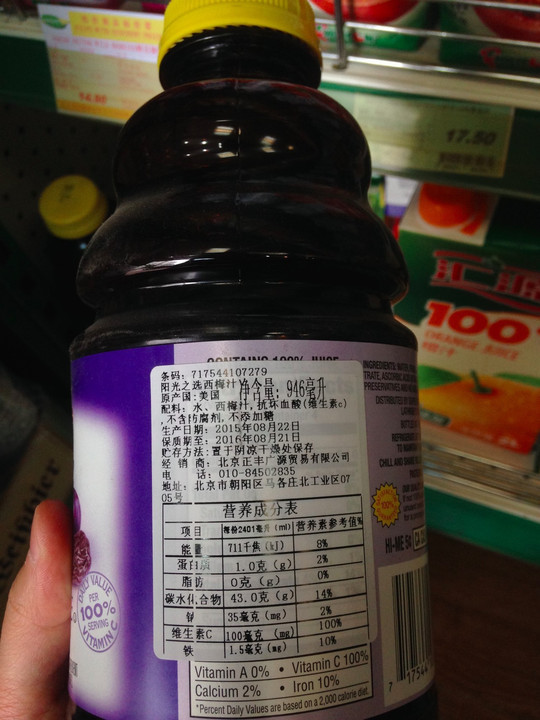 17.50
14.50
100
ORANGE JUICE
CONTAINS 100% JUICE
条码: 717544107279
阳光之选西梅汁 净含量: 946毫升
原产国: 美国
配料: 水、西梅汁, 抗坏血酸(维生素c)
, 不含防腐剂, 不添加糖
生产日期: 2015年08月22日
保质期至: 2016年08月21日
贮存方法: 置于阴凉干燥处保存
经 销 商: 北京正丰广源贸易有限公司
电 话: 010-84502835
地址: 北京市朝阳区马各庄北工业区07
05号
营养成分表
项目 每份2401毫升 (ml) 营养素参考值%
能量 711千焦 (kJ) 8%
蛋白质 1.0克 (g) 2%
脂肪 0克 (g) 0%
碳水化合物 43.0克 (g) 14%
钠 35毫克 (mg) 2%
维生素C 100毫克 (mg) 100%
铁 1.5毫克 (mg) 10%
Vitamin A 0% • Vitamin C 100%
Calcium 2% • Iron 10%
*Percent Daily Values are based on a 2,000 calorie diet.
DAILY VALUE
PER
100%
SERVING
VITAMIN C
INGREDIENTS: WATER,
PRESERVATIVES
DISTRIBUTED BY
CHILL AND SHAKE
HI-ME 5¢
7 17544